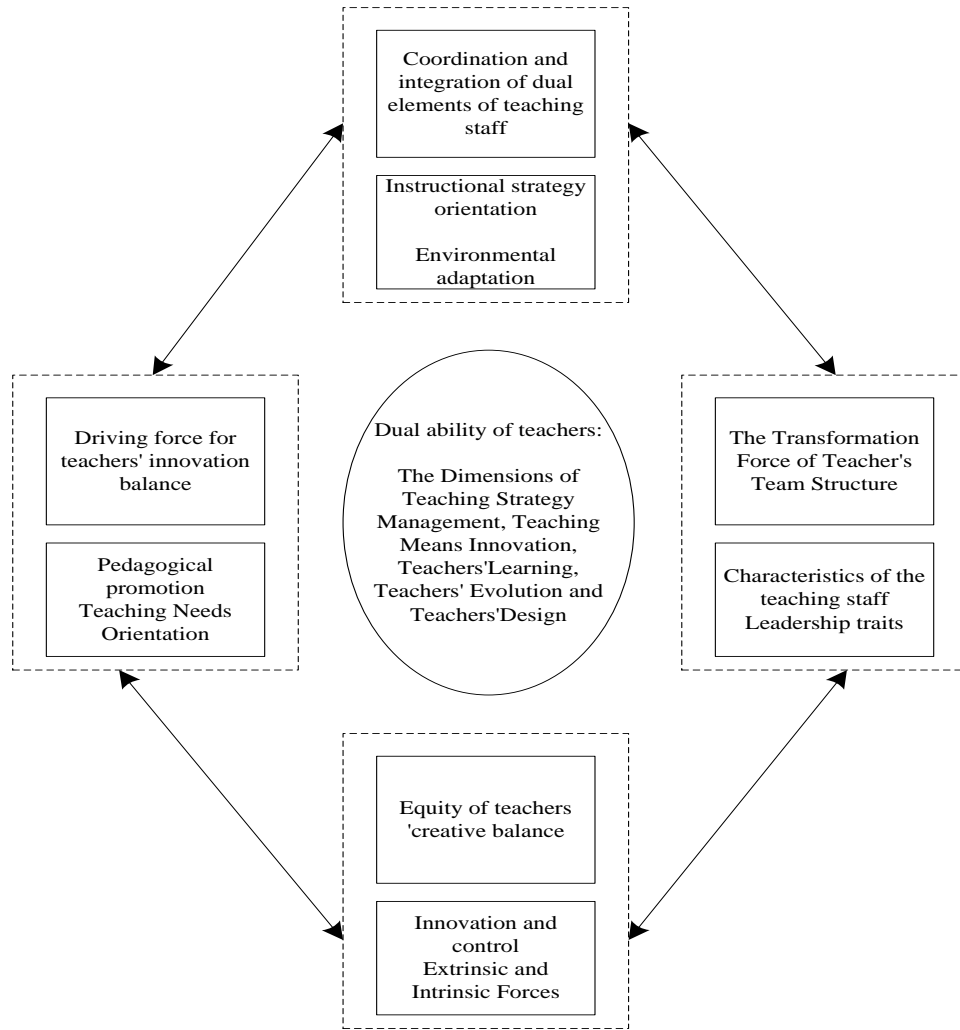 Coordination and
integration of dual
elements of teaching
staff
Instructional strategy
orientation
Environmental
adaptation
Driving force for
teachers' innovation
balance
Pedagogical
promotion
Teaching Needs
Orientation
Dual ability of teachers:
The Dimensions of
Teaching Strategy
Management, Teaching
Means Innovation,
Teachers'Learning,
Teachers' Evolution and
Teachers'Design
The Transformation
Force of Teacher's
Team Structure
Characteristics of the
teaching staff
Leadership traits
Equity of teachers
'creative balance
Innovation and
control
Extrinsic and
Intrinsic Forces